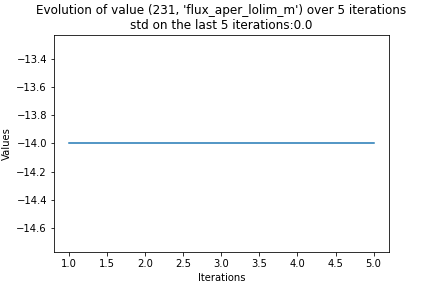 Evolution of value (231, 'flux_aper_lolim_m') over 5 iterations
std on the last 5 iterations:0.0
−13.4
−13.6
−13.8
−14.0
−14.2
−14.4
−14.6
Values
1.0 1.5 2.0 2.5 3.0 3.5 4.0 4.5 5.0
Iterations